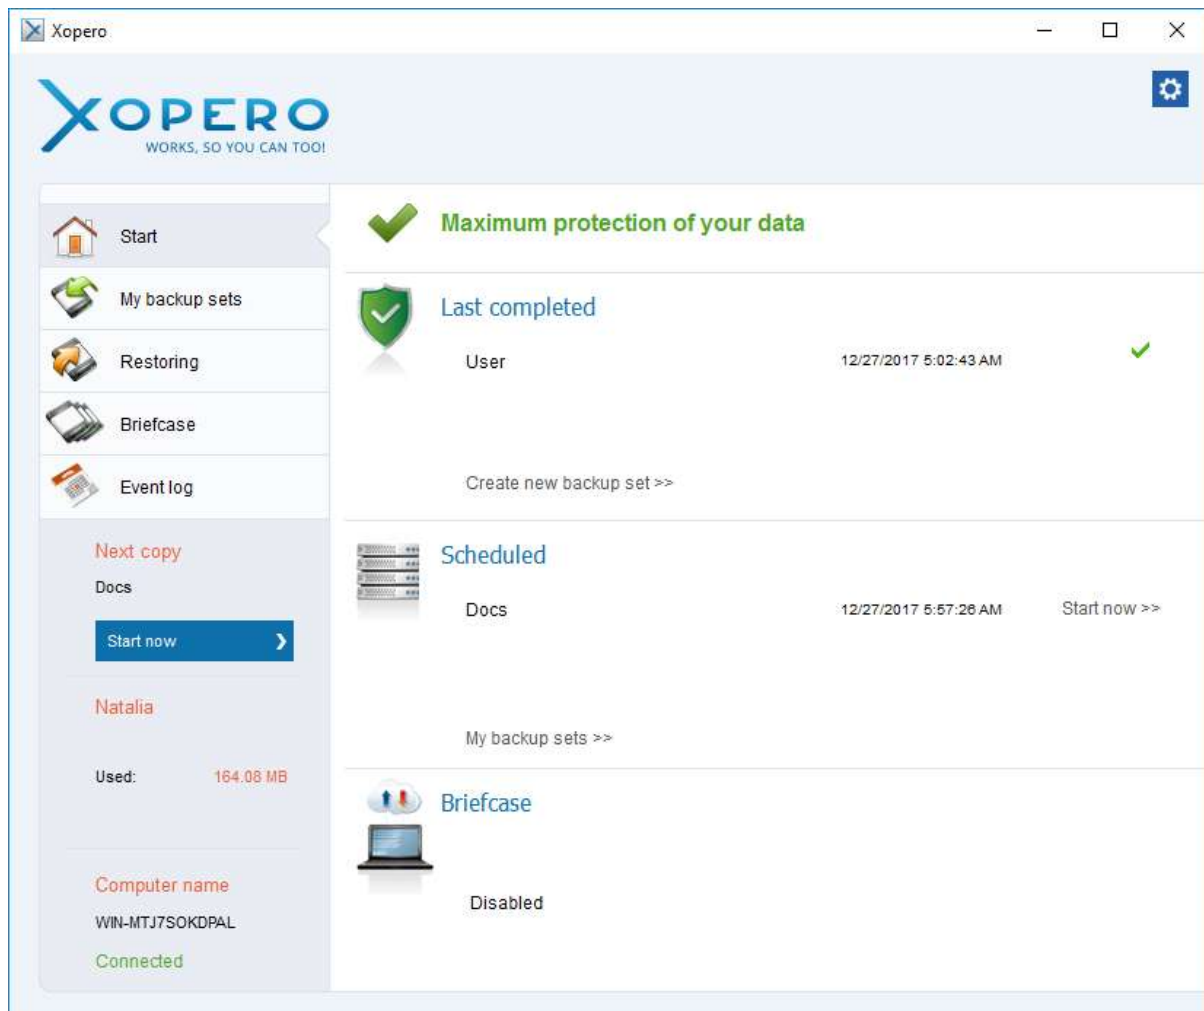 Xopero
XOPERO
WORKS, SO YOU CAN TOO!
Start
My backup sets
Restoring
Briefcase
Event log
Next copy
Docs
Start now
Natalia
Used: 164.08 MB
Computer name
WIN-MTJ7SOKDPAL
Connected
Maximum protection of your data
Last completed
User 12/27/2017 5:02:43 AM
Create new backup set >>
Scheduled
Docs 12/27/2017 5:57:26 AM Start now >>
My backup sets >>
Briefcase
Disabled